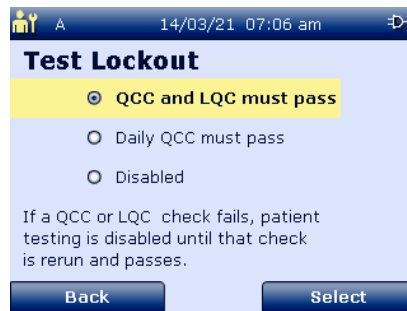 A 14/03/21 07:06 am
Test Lockout
QCC and LQC must pass
Daily QCC must pass
Disabled
If a QCC or LQC check fails, patient
testing is disabled until that check
is rerun and passes.
Back Select